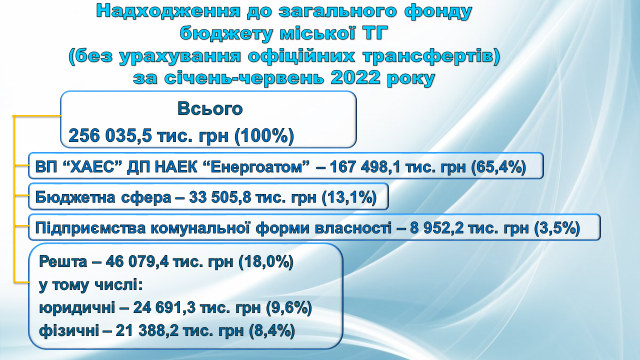 Надходження до загального фонду
бюджету міської ТГ
(без урахування офіційних трансфертів)
за січень-червень 2022 року
Всього
256 035,5 тис. грн (100%)
ВП “ХАЕС” ДП НАЕК “Енергоатом” – 167 498,1 тис. грн (65,4%)
Бюджетна сфера – 33 505,8 тис. грн (13,1%)
Підприємства комунальної форми власності – 8 952,2 тис. грн (3,5%)
Решта – 46 079,4 тис. грн (18,0%)
у тому числі:
юридичні – 24 691,3 тис. грн (9,6%)
фізичні – 21 388,2 тис. грн (8,4%)